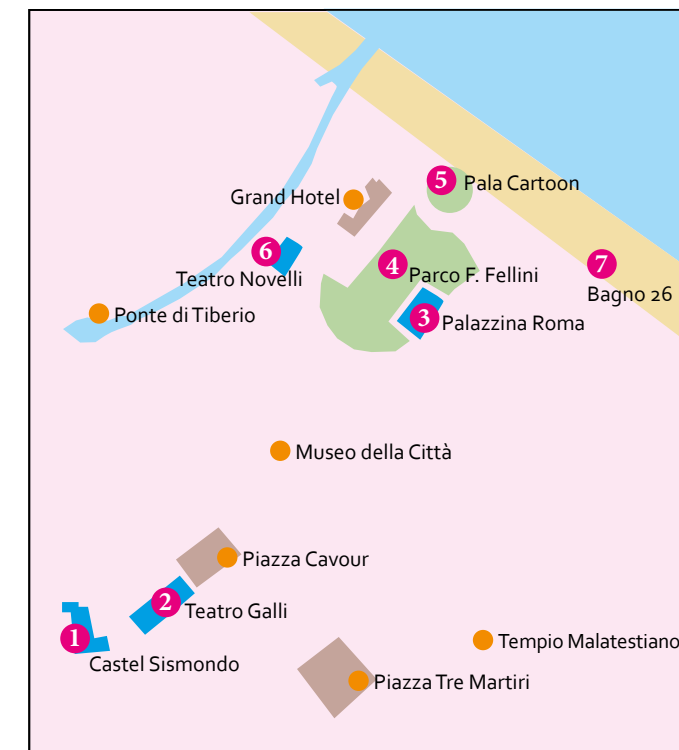 5 Pala Cartoon
Grand Hotel
6
Teatro Novelli
4 Parco F. Fellini
7
Bagno 26
Ponte di Tiberio
3 Palazzina Roma
Museo della Città
Piazza Cavour
2 Teatro Galli
1
Castel Sismondo
Tempio Malatestiano
Piazza Tre Martiri